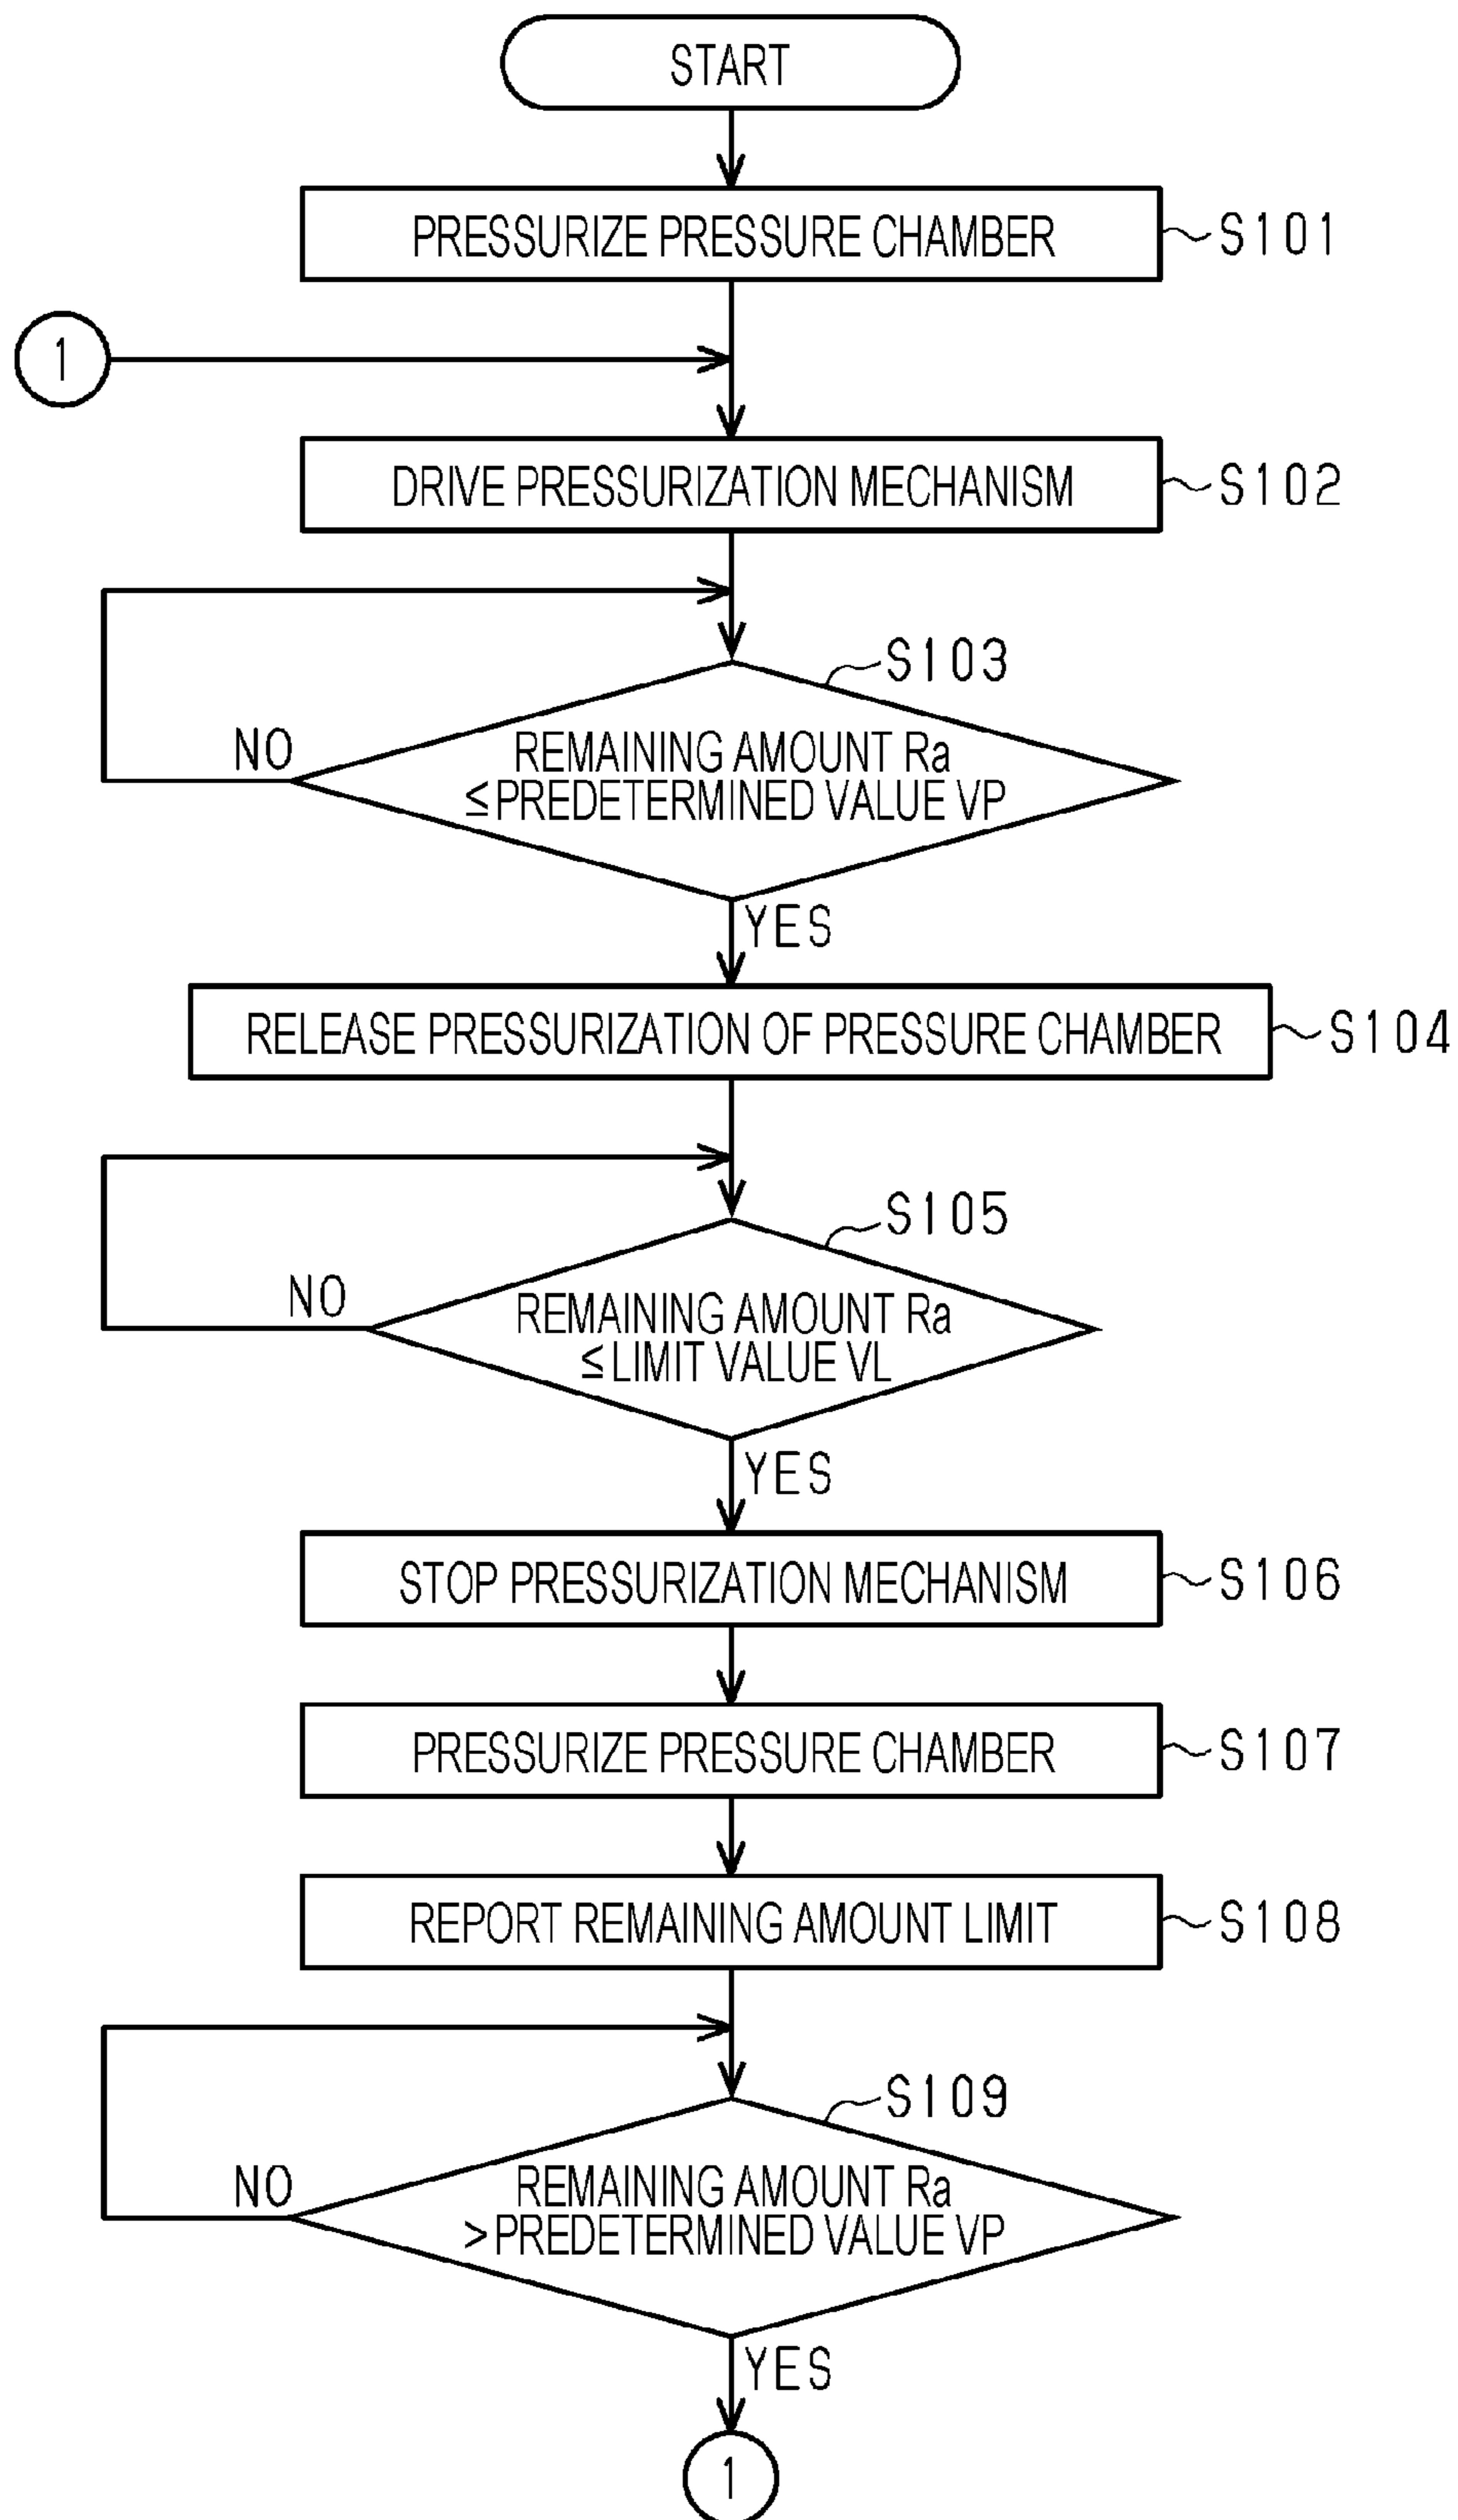 START
PRESSURIZE PRESSURE CHAMBER
S101
1
DRIVE PRESSURIZATION MECHANISM
S102
S103
NO
REMAINING AMOUNT Ra
≤PREDETERMINED VALUE VP
YES
RELEASE PRESSURIZATION OF PRESSURE CHAMBER
S104
S105
NO
REMAINING AMOUNT Ra
≤LIMIT VALUE VL
YES
STOP PRESSURIZATION MECHANISM
S106
PRESSURIZE PRESSURE CHAMBER
S107
REPORT REMAINING AMOUNT LIMIT
S108
S109
NO
REMAINING AMOUNT Ra
>PREDETERMINED VALUE VP
YES
1